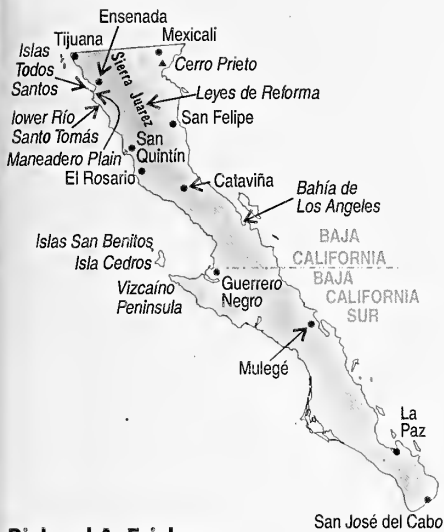 Ensenada
Tijuana
Mexicali
Islas
Todos
Santos
Cerro Prieto
Sierra Juarez
Leyes de Reforma
lower Río
Santo Tomás
San Felipe
Maneadero Plain
San
Quintín
El Rosario
Cataviña
Bahía de
Los Angeles
BAJA
CALIFORNIA
Islas San Benitos
Isla Cedros
BAJA
CALIFORNIA
SUR
Vizcaíno
Peninsula
Guerrero
Negro
Mulegé
La
Paz
San José del Cabo